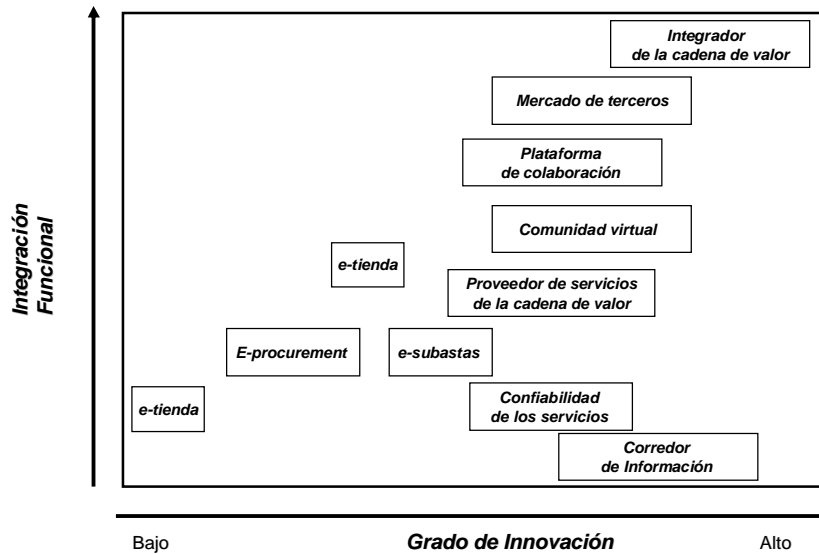 Integrador
de la cadena de valor
Mercado de terceros
Plataforma
de colaboración
Comunidad virtual
Integración
Funcional
e-tienda
Proveedor de servicios
de la cadena de valor
E-procurement
e-subastas
e-tienda
Confiabilidad
de los servicios
Corredor
de Información
Bajo
Grado de Innovación
Alto